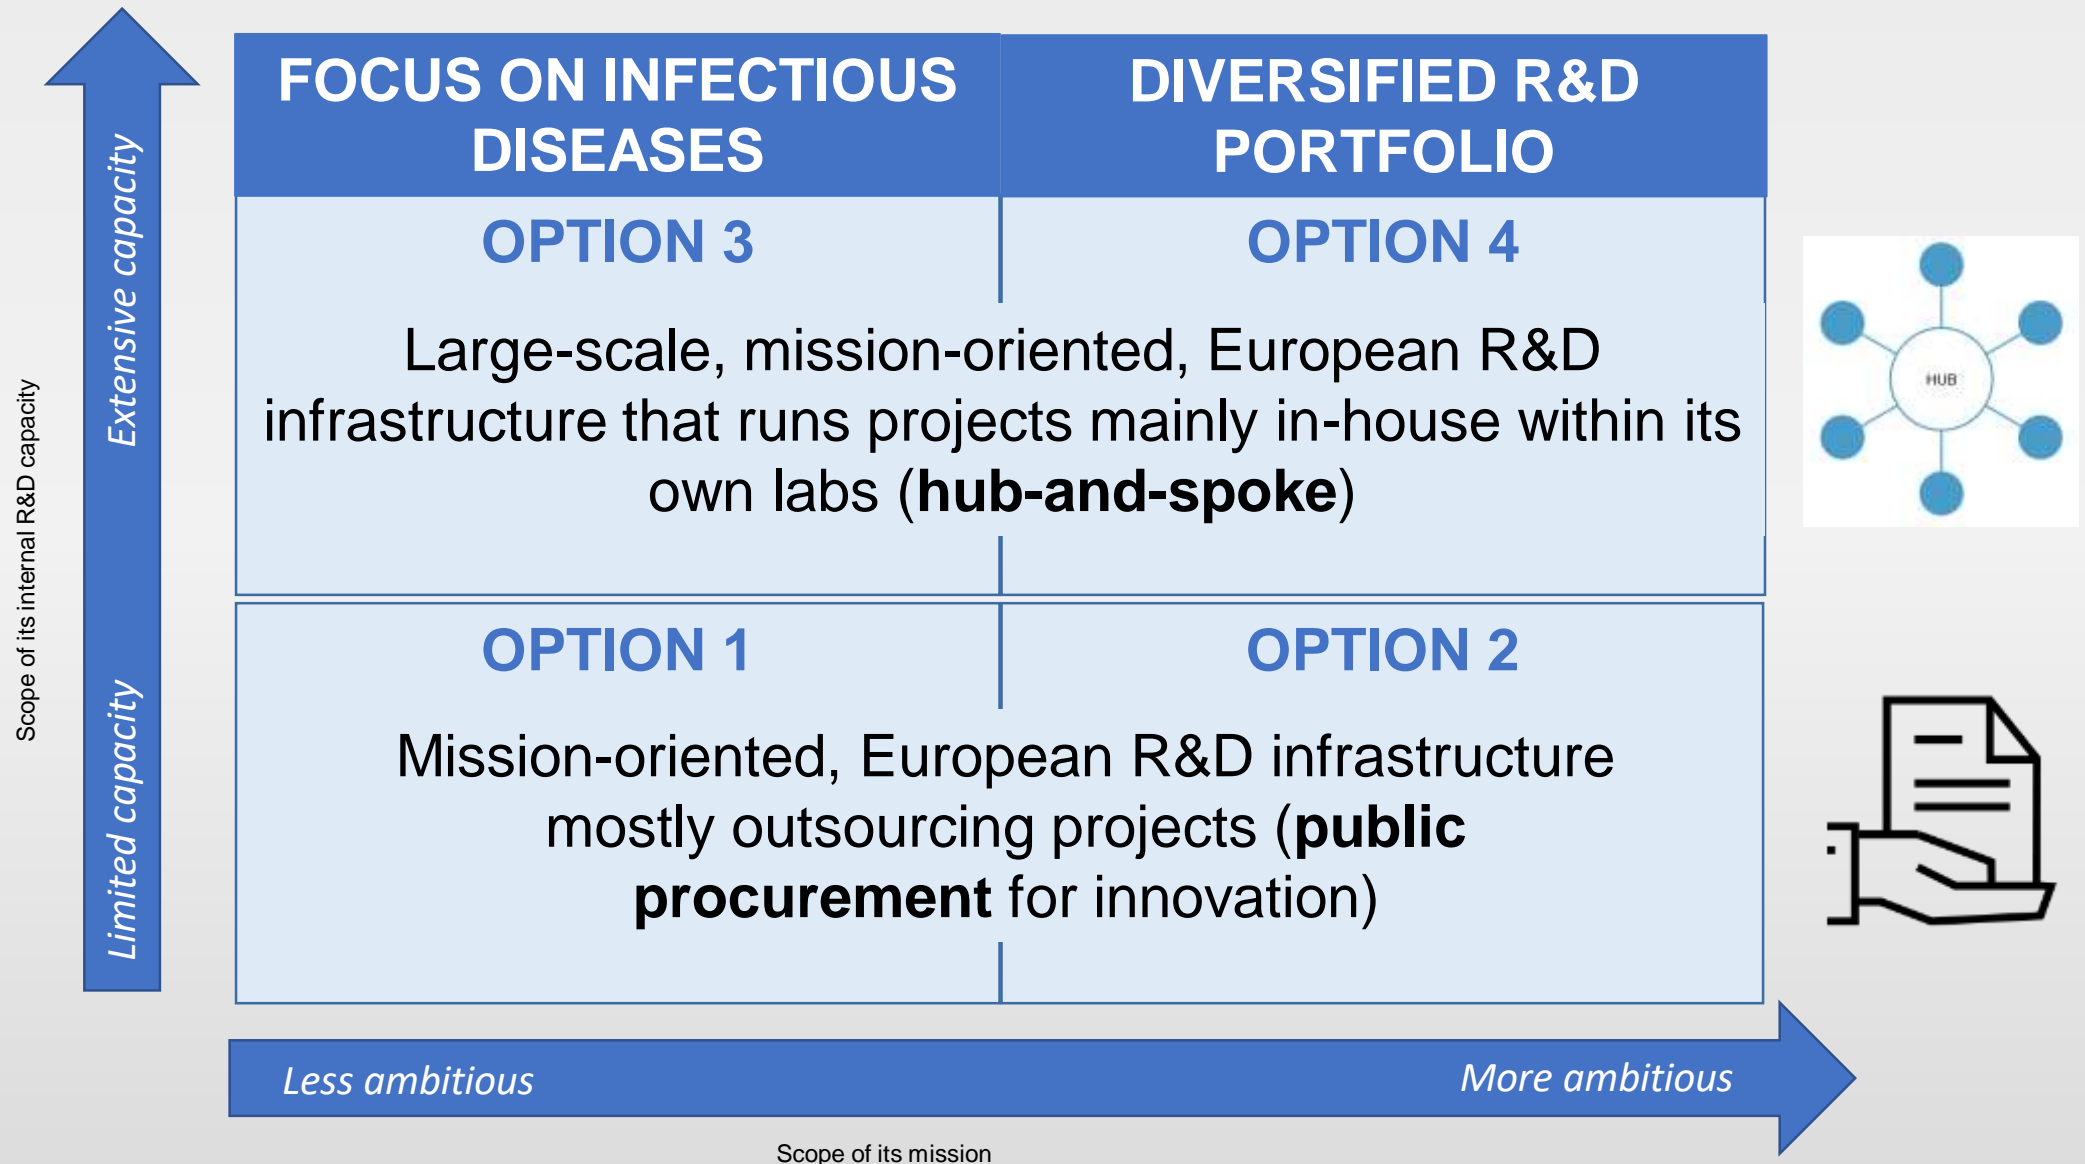 FOCUS ON INFECTIOUS
DISEASES
DIVERSIFIED R&D
PORTFOLIO
Scope of its internal R&D capacity
Extensive capacity
Limited capacity
OPTION 3
OPTION 4
Large-scale, mission-oriented, European R&D
infrastructure that runs projects mainly in-house within its
own labs (hub-and-spoke)
HUB
OPTION 1
OPTION 2
Mission-oriented, European R&D infrastructure
mostly outsourcing projects (public
procurement for innovation)
Less ambitious
More ambitious
Scope of its mission